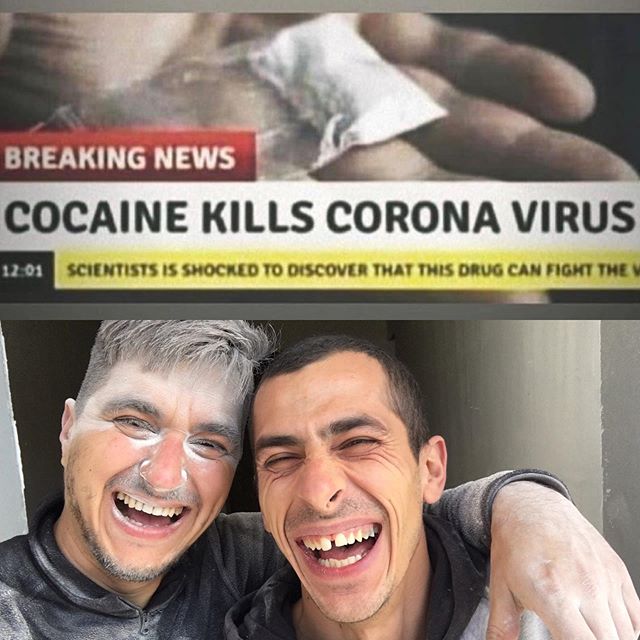 BREAKING NEWS
COCAINE KILLS CORONA VIRUS
12:01 SCIENTISTS IS SHOCKED TO DISCOVER THAT THIS DRUG CAN FIGHT THE